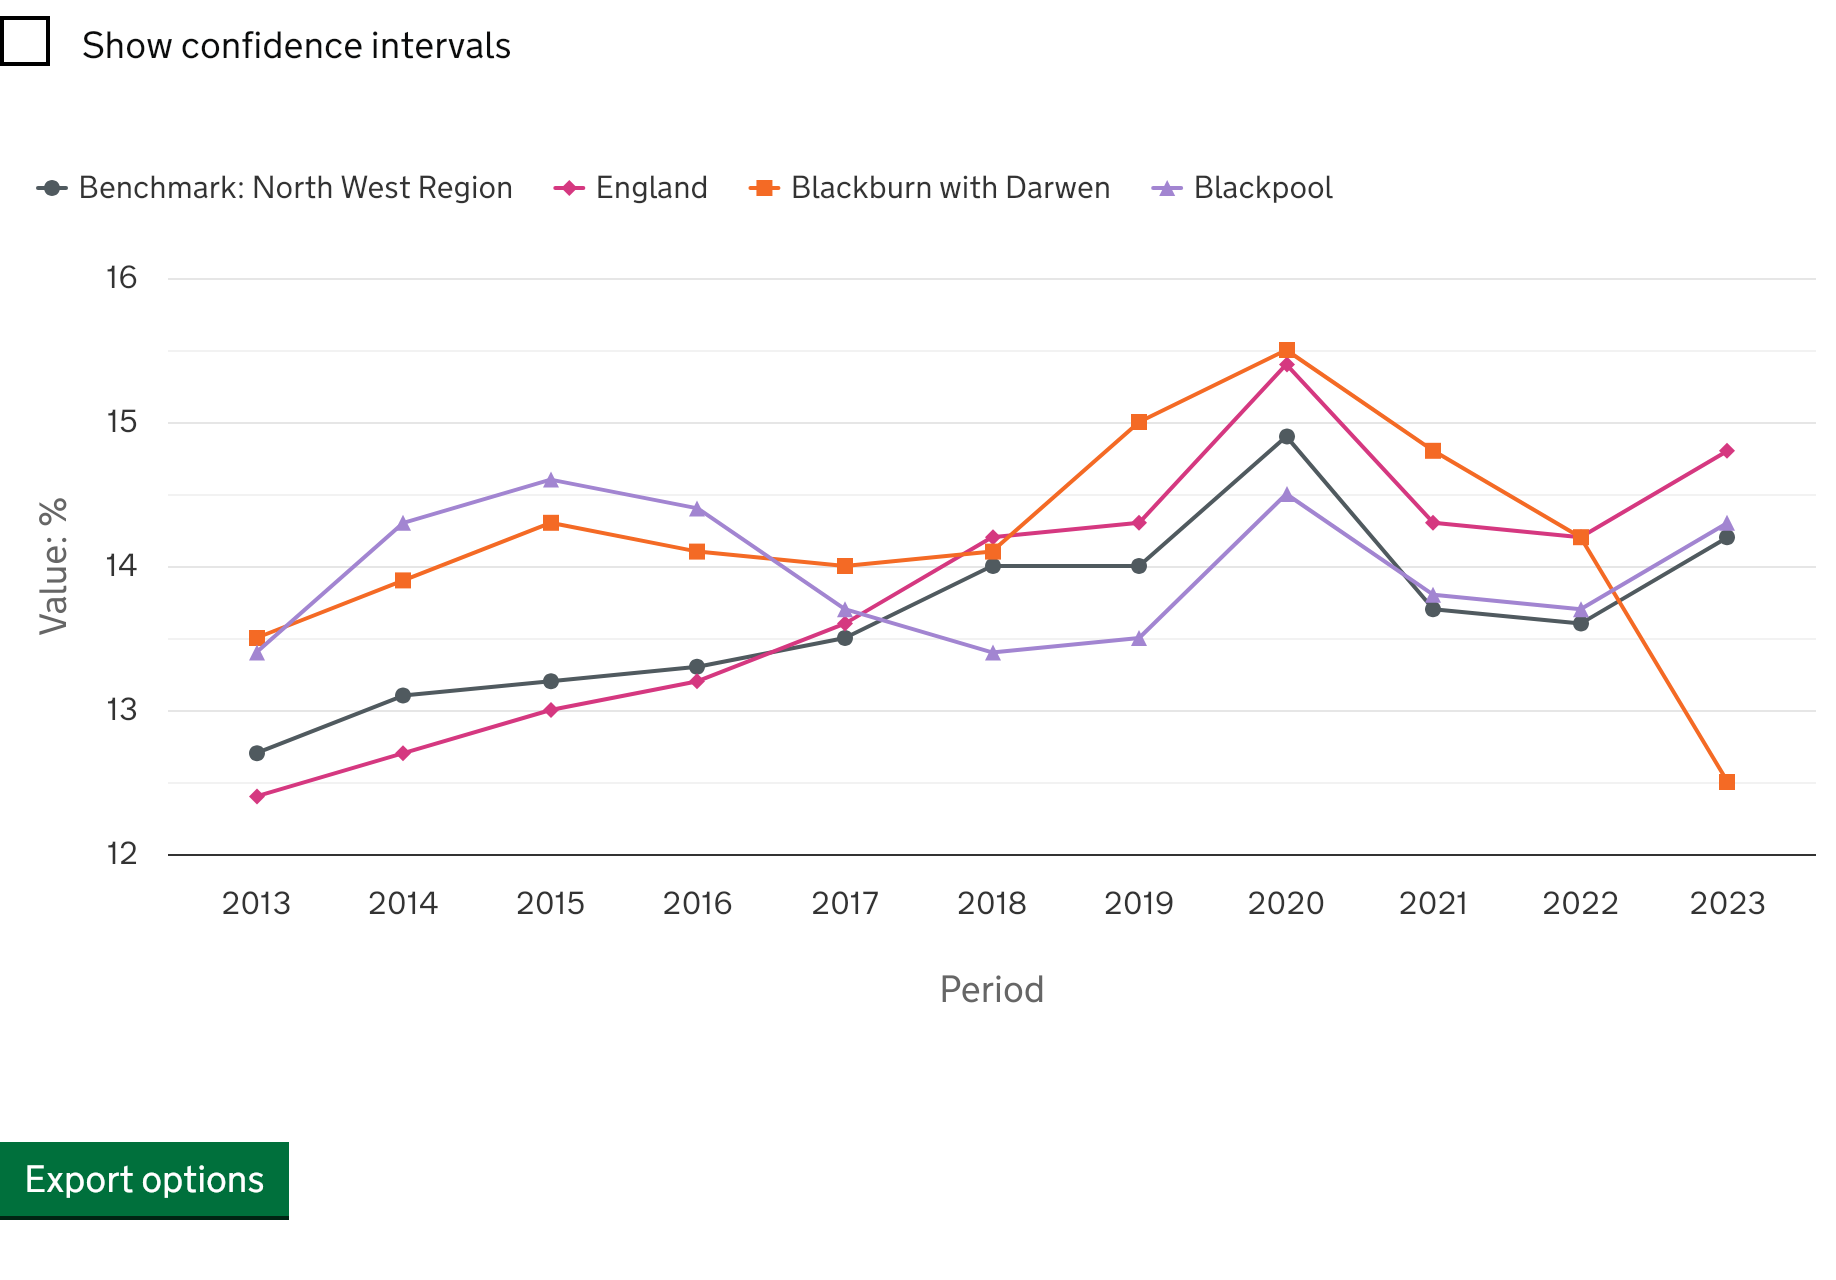 Show confidence intervals
Benchmark: North West Region England Blackburn with Darwen Blackpool
16
15
14
13
12
Value: %
2013 2014 2015 2016 2017 2018 2019 2020 2021 2022 2023
Period
Export options